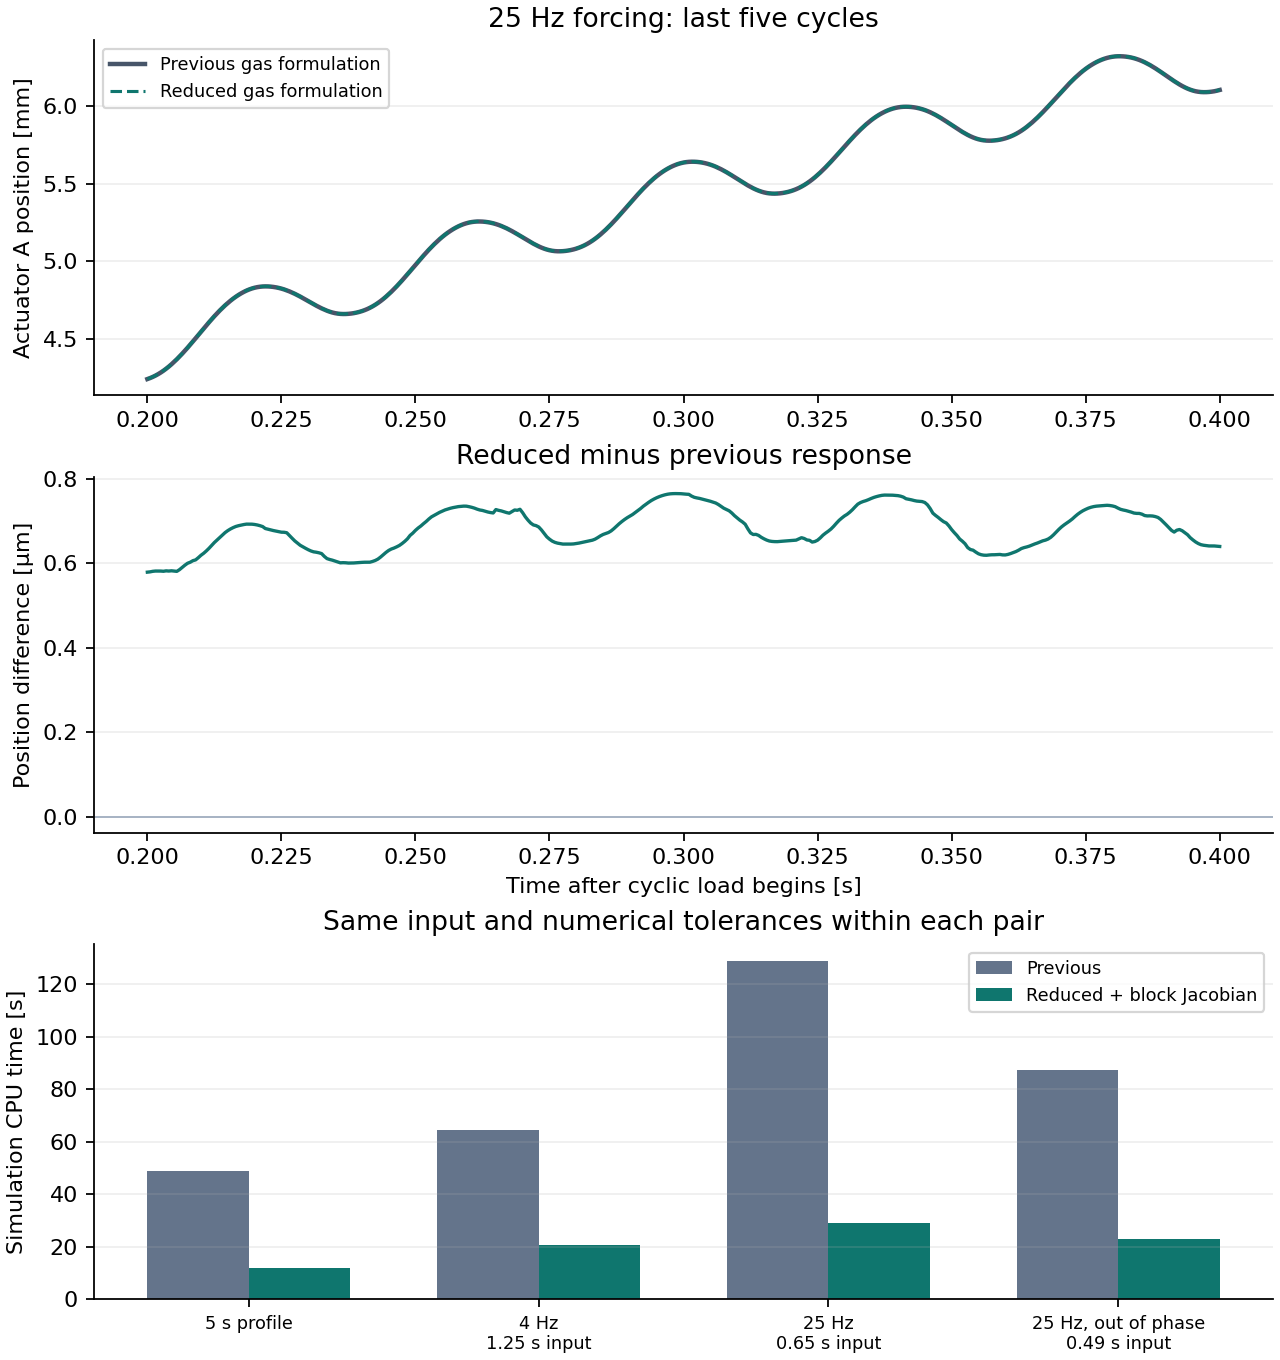 25 Hz forcing: last five cycles
Previous gas formulation
Reduced gas formulation
Actuator A position [mm]
6.0
5.5
5.0
4.5
0.200 0.225 0.250 0.275 0.300 0.325 0.350 0.375 0.400
Reduced minus previous response
Position difference [µm]
0.8
0.6
0.4
0.2
0.0
0.200 0.225 0.250 0.275 0.300 0.325 0.350 0.375 0.400
Time after cyclic load begins [s]
Same input and numerical tolerances within each pair
Previous
Reduced + block Jacobian
Simulation CPU time [s]
120
100
80
60
40
20
0
5 s profile
4 Hz
1.25 s input
25 Hz
0.65 s input
25 Hz, out of phase
0.49 s input